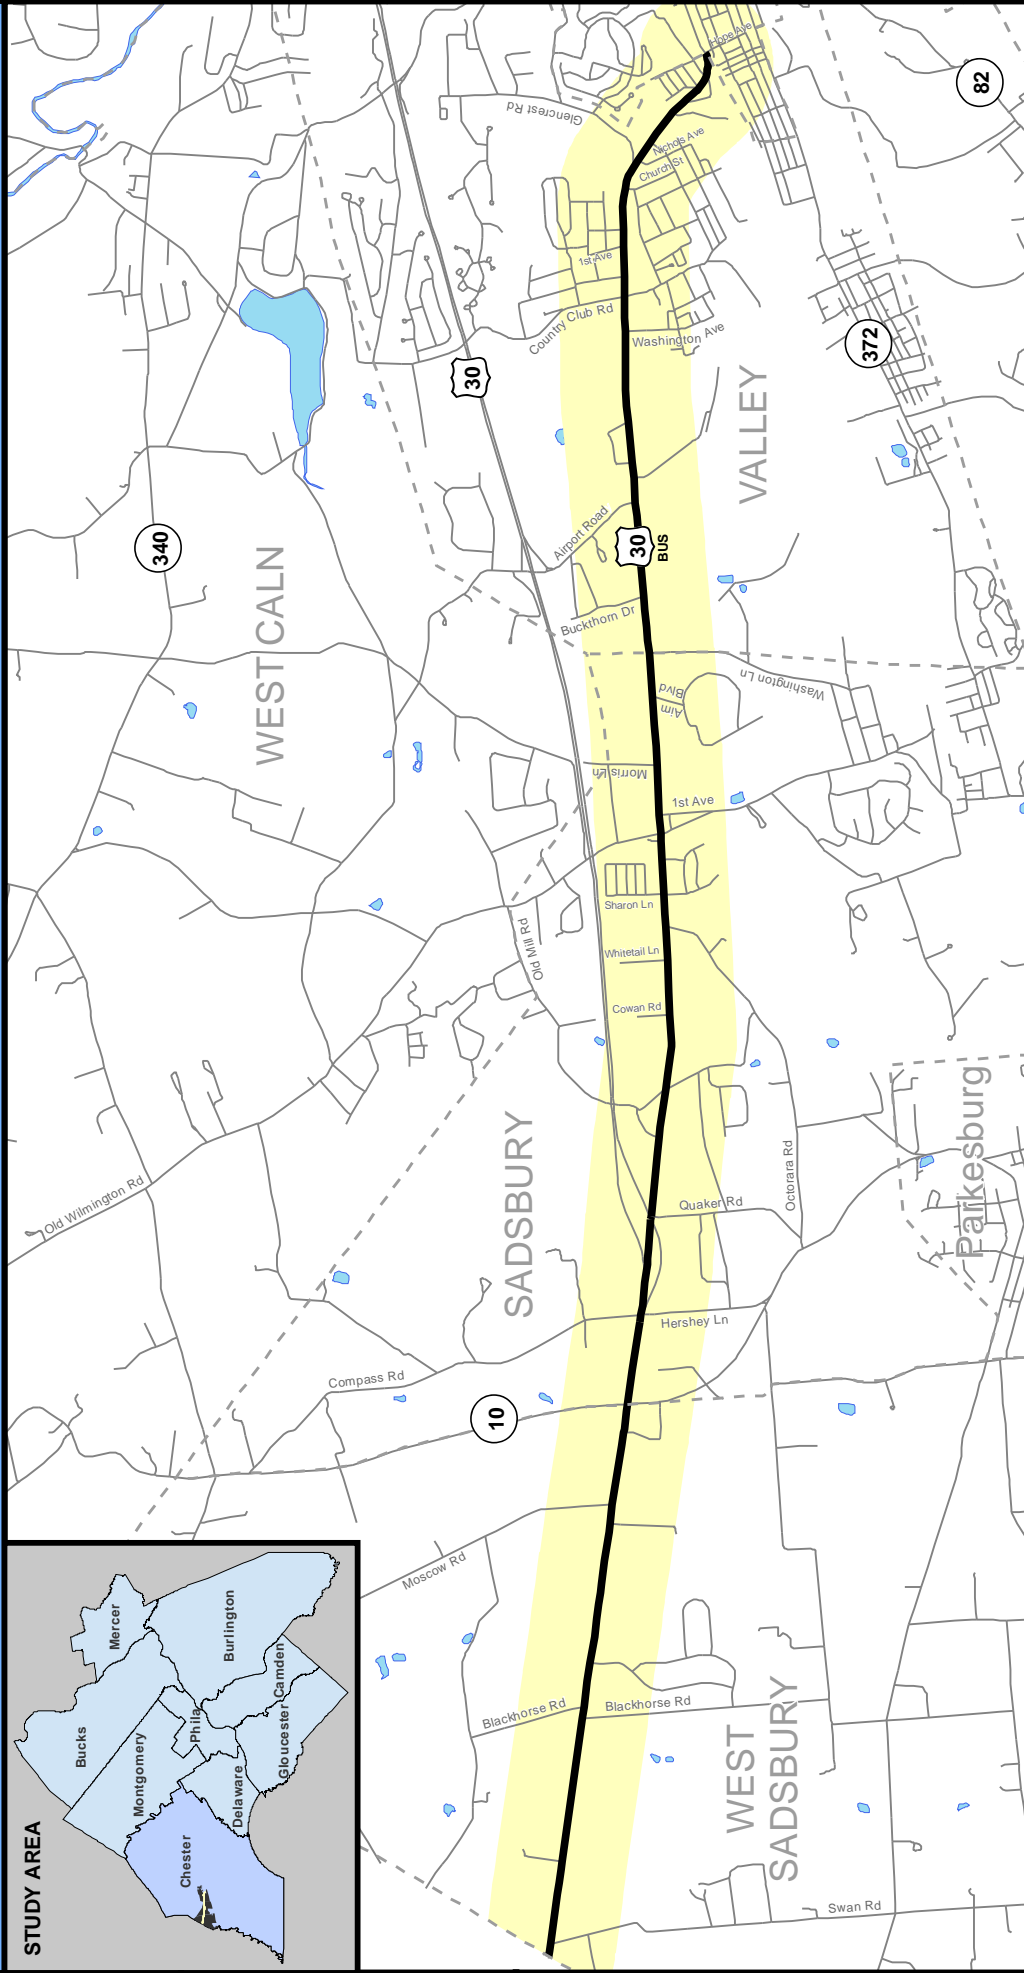 STUDY AREA
Bucks
Mercer
Montgomery
Phila
Burlington
Chester
Delaware
Gloucester
Camden
Old Wilmington Rd
340
WEST CALN
Compass Rd
Moscow Rd
10
SADSBURY
Old Mill Rd
30
Glencrest Rd
Blackhorse Rd
Blackhorse Rd
Hershey Ln
Quaker Rd
Octorara Rd
Cowan Rd
Whitetail Ln
Sharon Ln
1st Ave
Morris Ln
Aim
Blvd
Washington Ln
Buckthorn Dr
Airport Road
30
BUS
Country Club Rd
Washington Ave
1st Ave
Church St
Nichols Ave
Hope Ave
VALLEY
372
82
WEST
SADSBURY
Swan Rd
Parkesburg